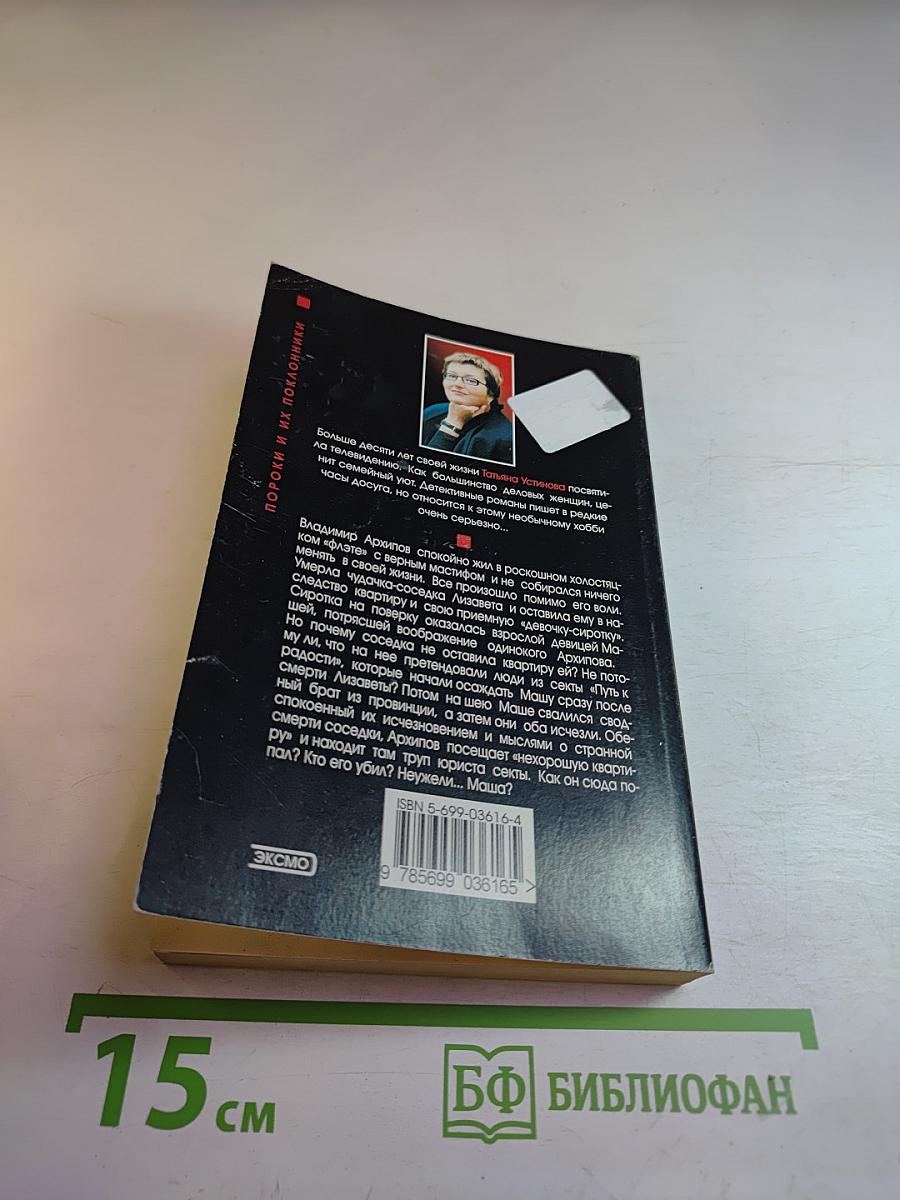 ПОРОКИ И ИХ ПОКЛОННИКИ
Больше десяти лет своей жизни Татьяна Устинова посвяти-
ла телевидению. Как большинство деловых женщин, це-
нит семейный уют. Детективные романы пишет в редкие
часы досуга, но относится к этому необычному хобби
очень серьезно...
Владимир Архипов спокойно жил в роскошном холостяц-
ком «флэте» с верным мастифом и не собирался ничего
менять в своей жизни. Все произошло помимо его воли.
Умерла чудачка-соседка Лизавета и оставила ему в на-
следство квартиру и свою приемную «девочку-сиротку».
Сиротка на поверку оказалась взрослой девицей Ма-
шей, потрясшей воображение одинокого Архипова.
Но почему соседка не оставила квартиру ей? Не пото-
му ли, что на нее претендовали люди из секты «Путь к
радости», которые начали осаждать Машу сразу после
смерти Лизаветы? Потом на шею Маше свалился свод-
ный брат из провинции, а затем они оба исчезли. Обе-
спокоенный их исчезновением и мыслями о странной
смерти соседки, Архипов посещает «нехорошую кварти-
ру» и находит там труп юриста секты. Как он сюда по-
пал? Кто его убил? Неужели... Маша?
ISBN 5-699-03616-4
9 785699 036165 >
ЭКСМО
15 см
БФ БИБЛИОФАН